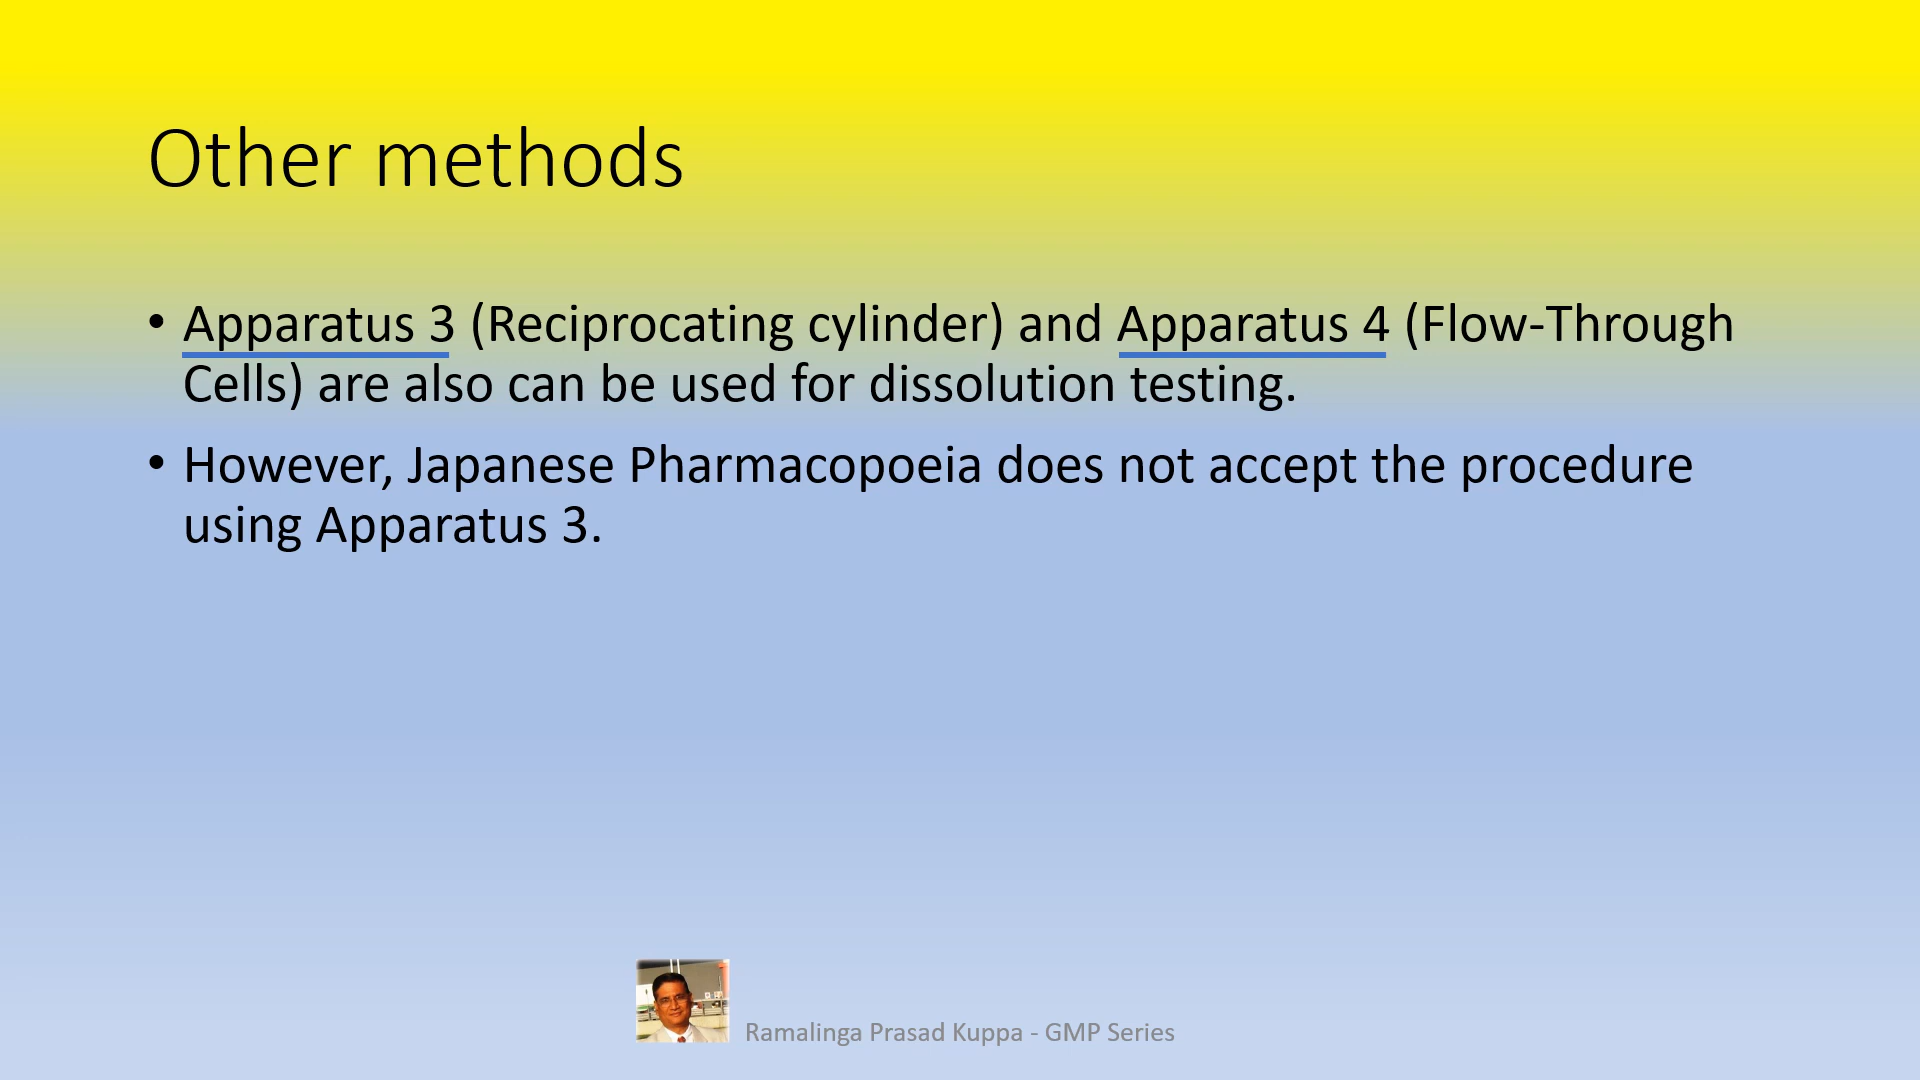 Other methods
• Apparatus 3 (Reciprocating cylinder) and Apparatus 4 (Flow-Through
Cells) are also can be used for dissolution testing.
• However, Japanese Pharmacopoeia does not accept the procedure
using Apparatus 3.
Ramalinga Prasad Kuppa - GMP Series